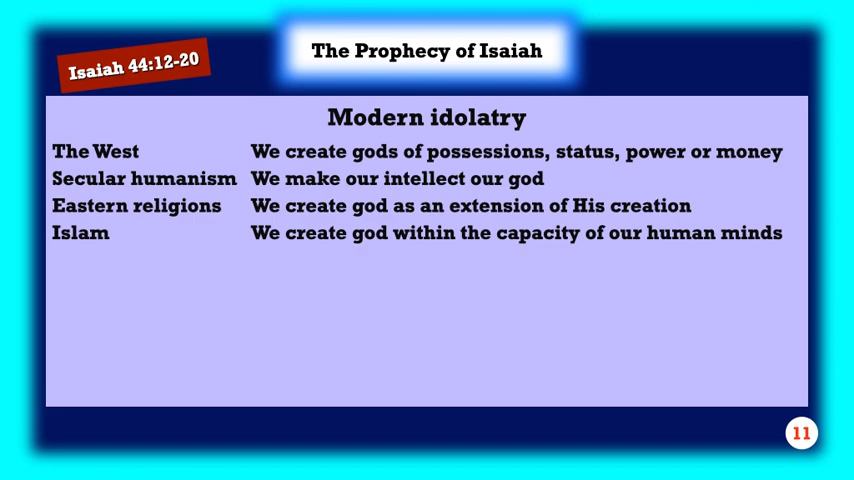 The Prophecy of Isaiah
Isaiah 44:12-20
Modern idolatry
The West We create gods of possessions, status, power or money
Secular humanism We make our intellect our god
Eastern religions We create god as an extension of His creation
Islam We create god within the capacity of our human minds
11